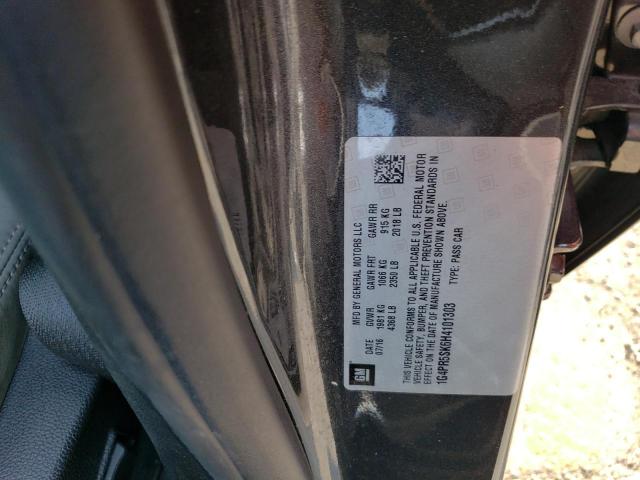 GM
MFD BY GENERAL MOTORS LLC
DATE GVWR GAWR FRT GAWR RR
07/16 1981 KG 1066 KG 915 KG
4368 LB 2350 LB 2018 LB
THIS VEHICLE CONFORMS TO ALL APPLICABLE U.S. FEDERAL MOTOR
VEHICLE SAFETY, BUMPER, AND THEFT PREVENTION STANDARDS IN
EFFECT ON THE DATE OF MANUFACTURE SHOWN ABOVE.
1G4PR5SK6H4101303 TYPE: PASS CAR